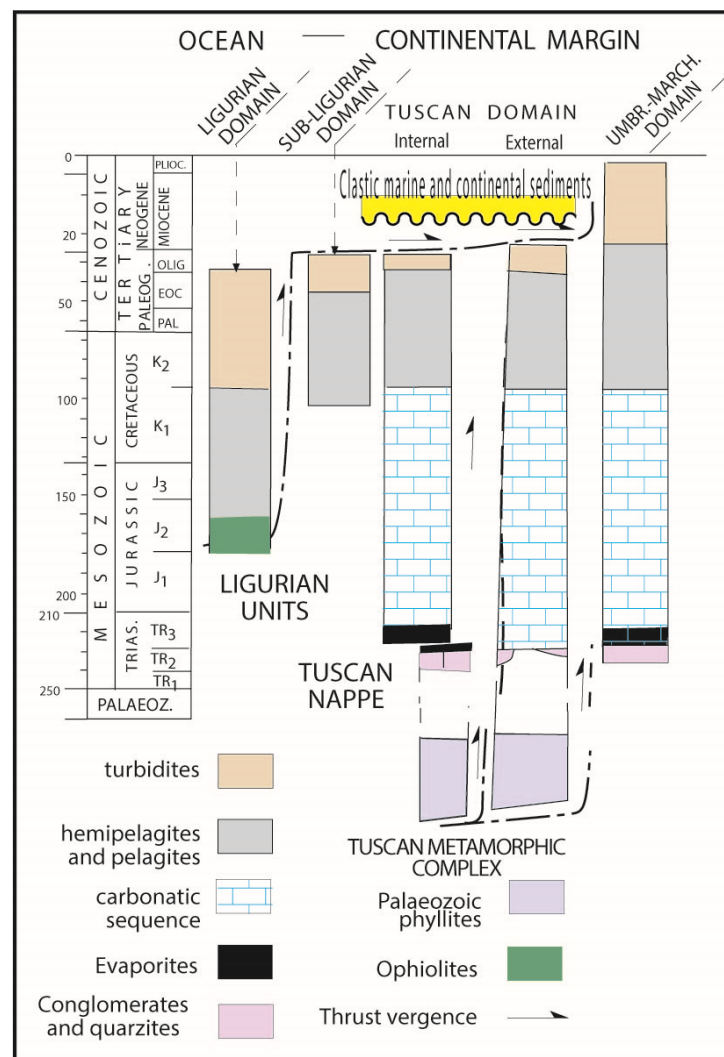 OCEAN — CONTINENTAL MARGIN
LIGURIAN
DOMAIN
SUB-LIGURIAN
DOMAIN
TUSCAN DOMAIN
Internal External
UMBR.-MARCH.
DOMAIN
0
20
50
100
150
200
210
250
CENOZOIC
MESOZOIC
TERTiARY
PALEOG. NEOGENE
CRETACEOUS
JURASSIC
TRIAS.
PALAEOZ.
PLIOC.
MIOCENE
OLIG
EOC
PAL
K2
K1
J3
J2
J1
TR3
TR2
TR1
Clastic marine and continental sediments
LIGURIAN
UNITS
TUSCAN
NAPPE
TUSCAN METAMORPHIC
COMPLEX
turbidites
hemipelagites
and pelagites
carbonatic
sequence
Evaporites
Conglomerates
and quarzites
Palaeozoic
phyllites
Ophiolites
Thrust vergence